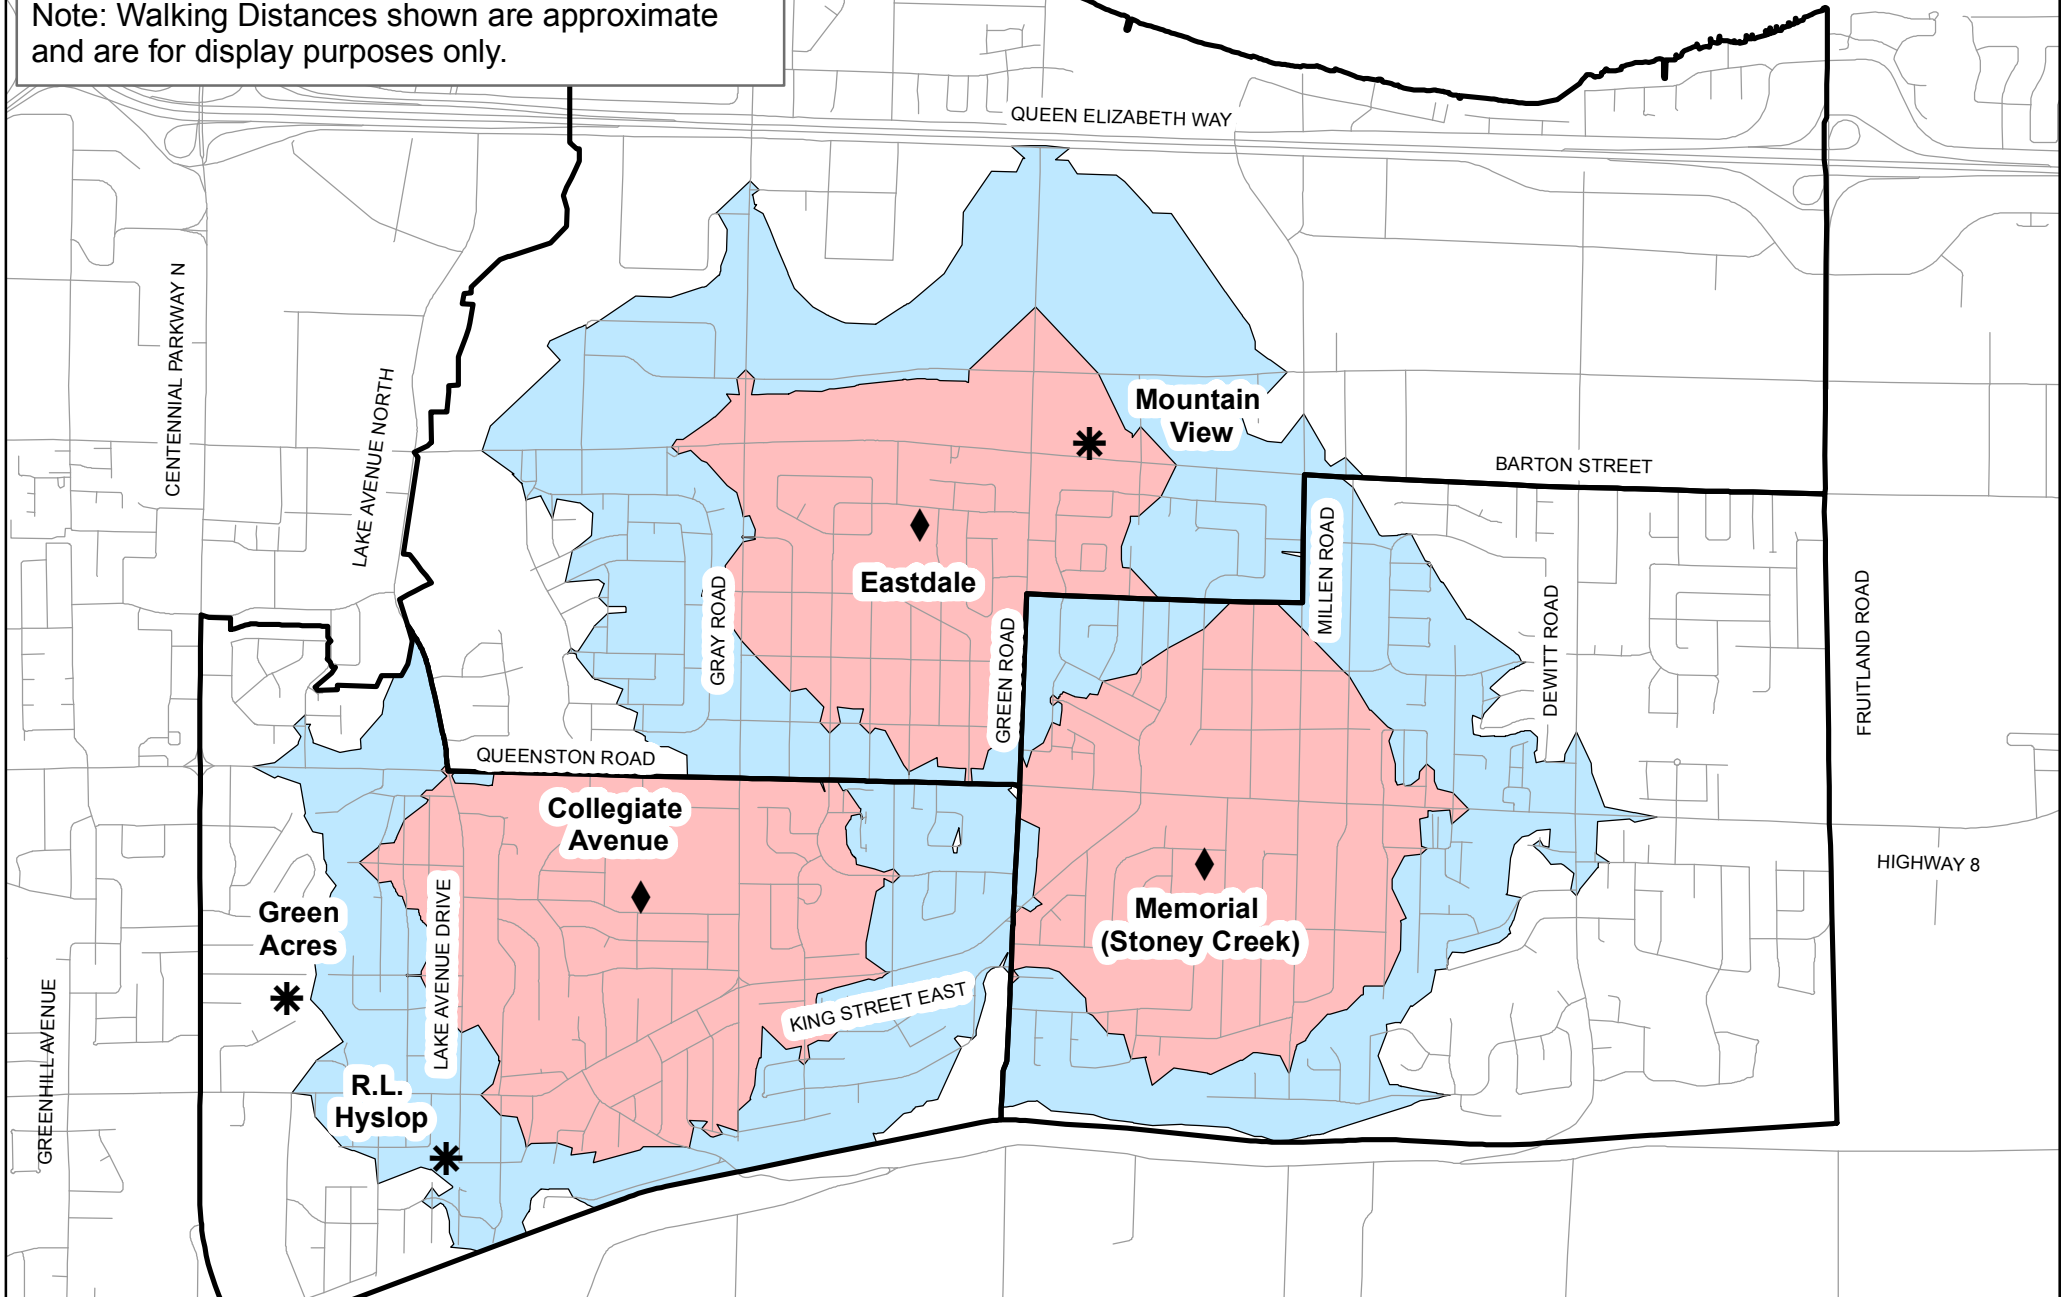 Note: Walking Distances shown are approximate
and are for display purposes only.
QUEEN ELIZABETH WAY
CENTENNIAL PARKWAY N
LAKE AVENUE NORTH
Mountain
View
BARTON STREET
MILLEN ROAD
Eastdale
GRAY ROAD
GREEN ROAD
DEWITT ROAD
FRUITLAND ROAD
QUEENSTON ROAD
Collegiate
Avenue
HIGHWAY 8
Green
Acres
LAKE AVENUE DRIVE
Memorial
(Stoney Creek)
KING STREET EAST
GREENHILL AVENUE
R.L.
Hyslop